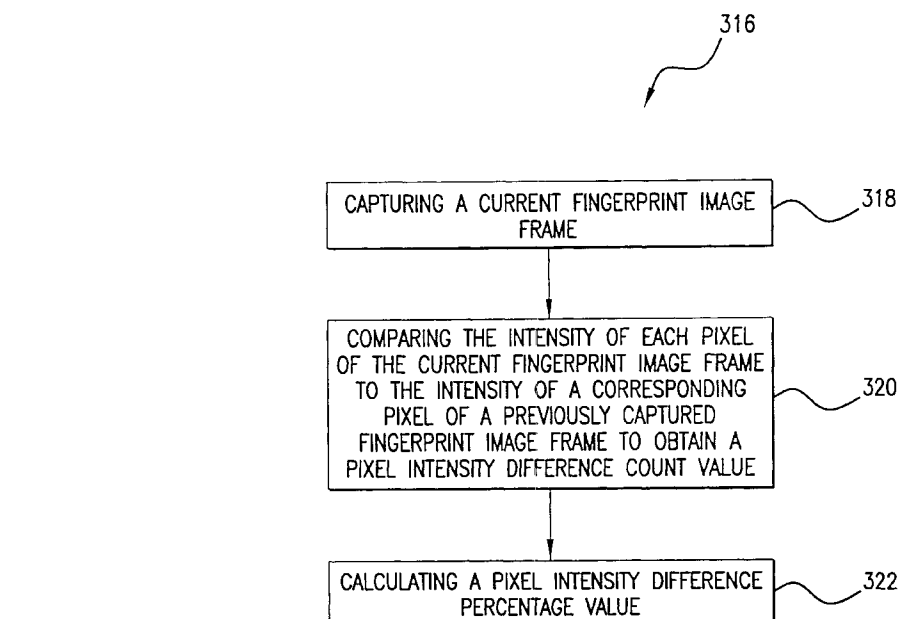 316
CAPTURING A CURRENT FINGERPRINT IMAGE
FRAME
318
COMPARING THE INTENSITY OF EACH PIXEL
OF THE CURRENT FINGERPRINT IMAGE FRAME
TO THE INTENSITY OF A CORRESPONDING
PIXEL OF A PREVIOUSLY CAPTURED
FINGERPRINT IMAGE FRAME TO OBTAIN A
PIXEL INTENSITY DIFFERENCE COUNT VALUE
320
CALCULATING A PIXEL INTENSITY DIFFERENCE
PERCENTAGE VALUE
322